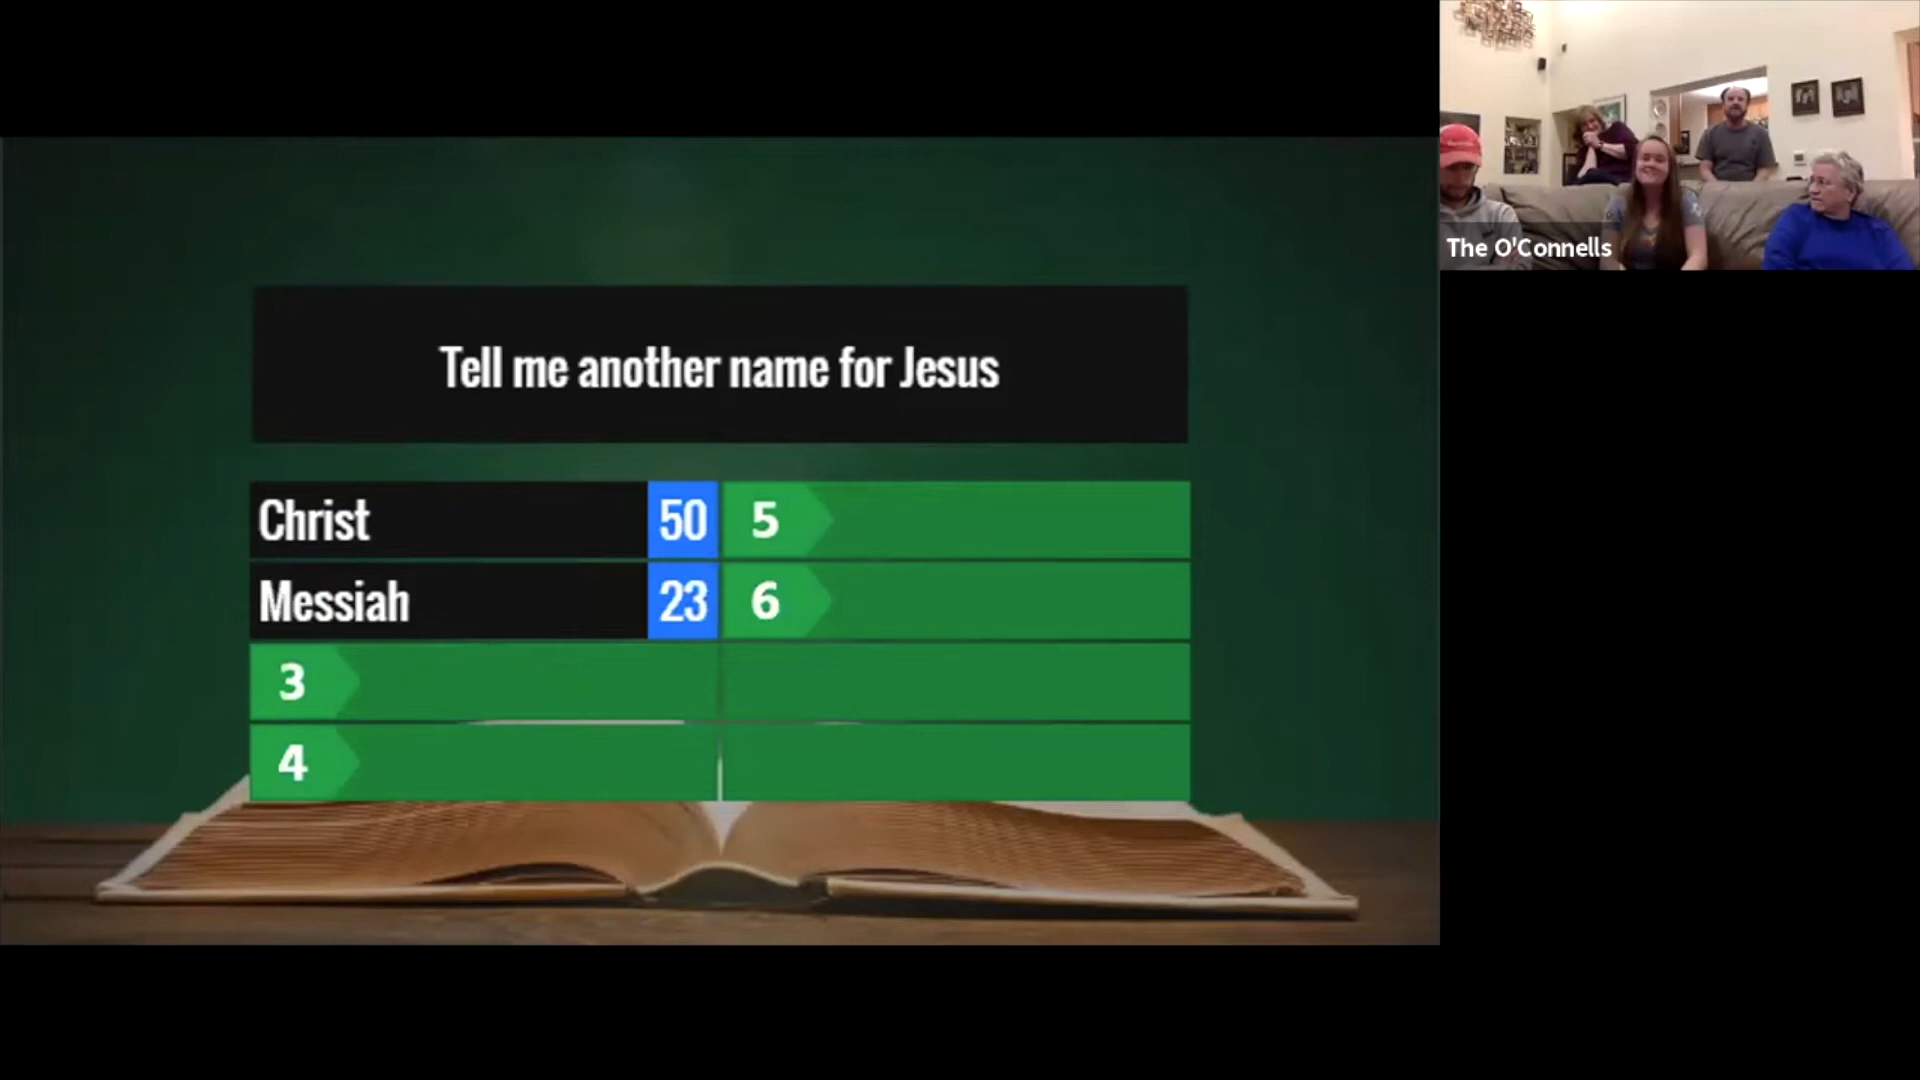 Tell me another name for Jesus
Christ 50
Messiah 23
3
4
5
6
The O'Connells